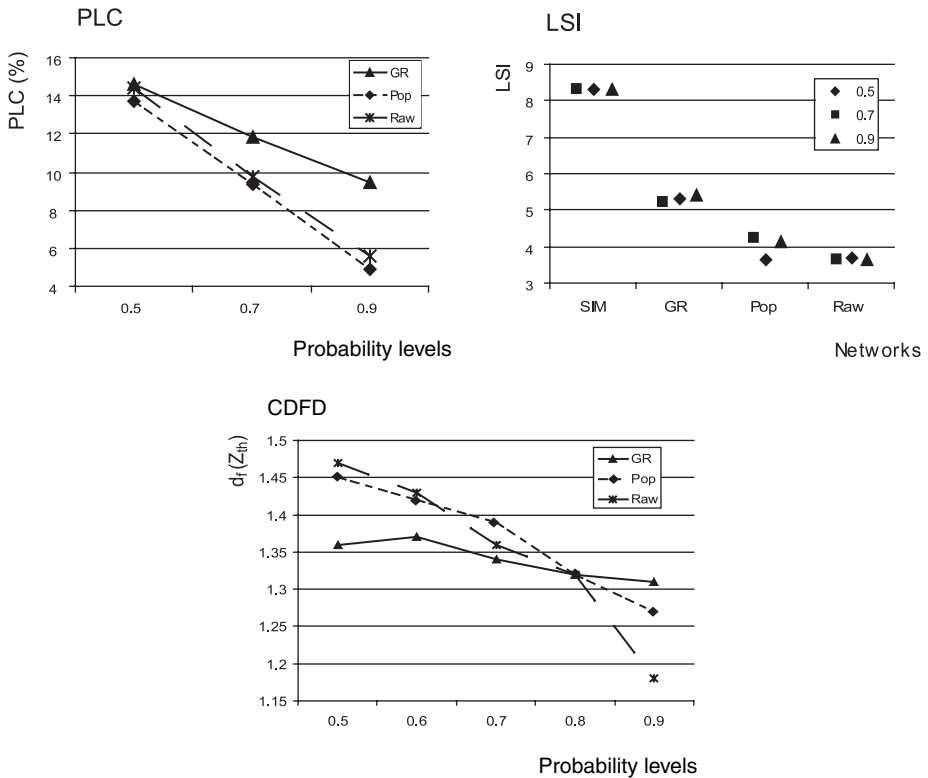 PLC
PLC (%)
16
14
12
10
8
6
4
0.5 0.7 0.9
GR
Pop
Raw
Probability levels
LSI
LSI
9
8
7
6
5
4
3
SIM GR Pop Raw
0.5
0.7
0.9
Networks
CDFD
d_f(Z_th)
1.5
1.45
1.4
1.35
1.3
1.25
1.2
1.15
0.5 0.6 0.7 0.8 0.9
GR
Pop
Raw
Probability levels